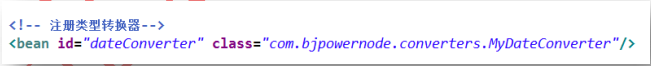 <!-- 注册类型转换器-->
<bean id="dateConverter" class="com.bjpowernode.converters.MyDateConverter"/>